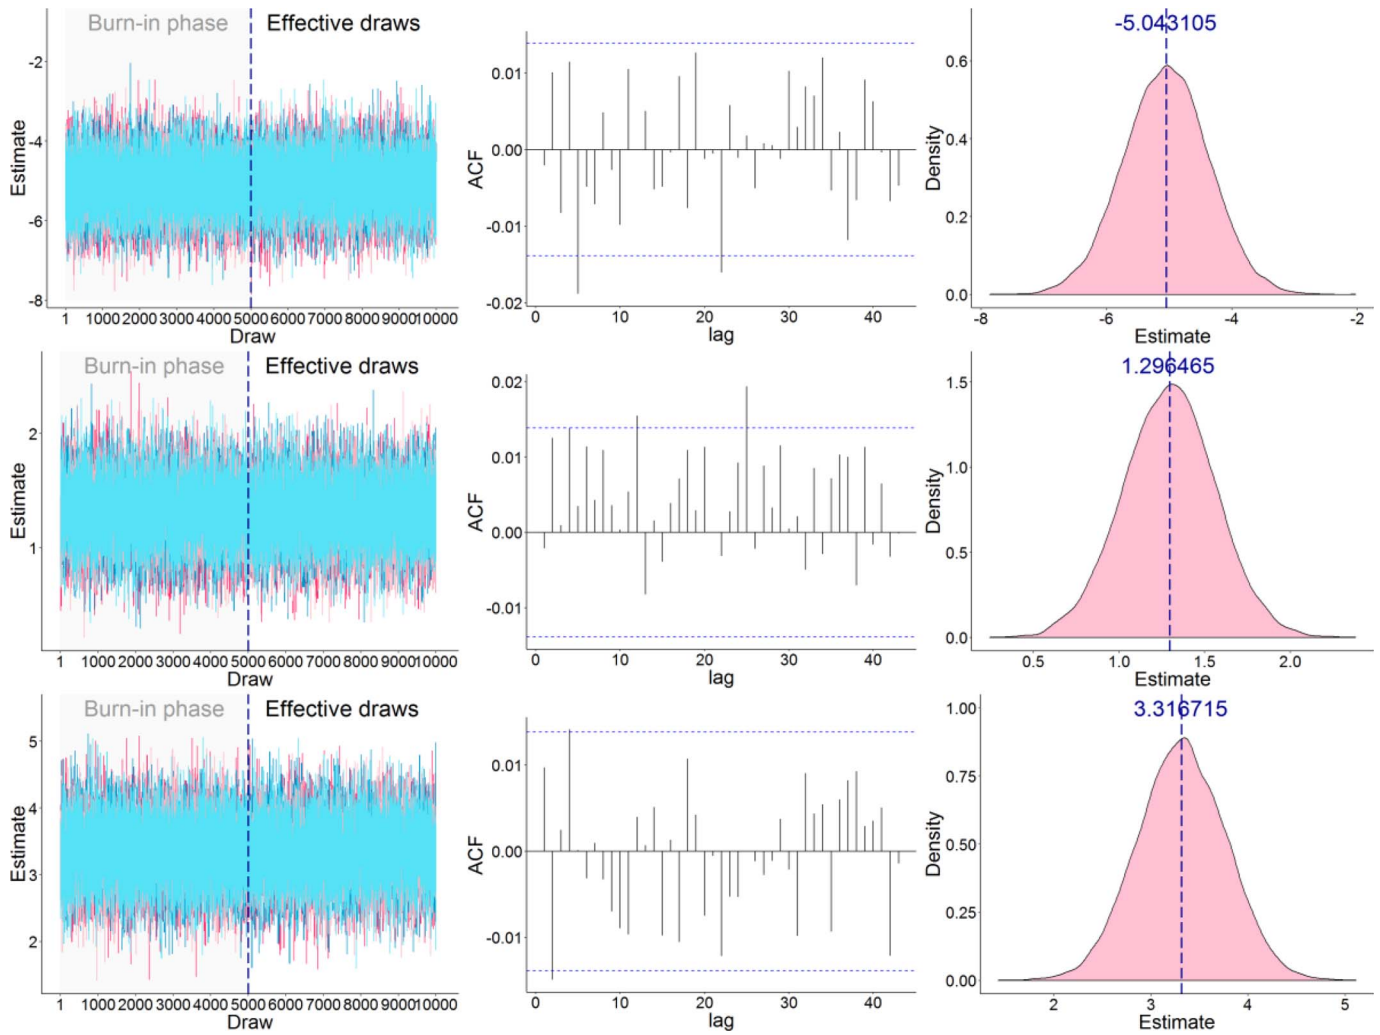 Burn-in phase Effective draws
Estimate
-2
-4
-6
-8
1 1000 2000 3000 4000 5000 6000 7000 8000 9000 10000
Draw
ACF
0.01
0.00
-0.01
-0.02
0 10 20 30 40
lag
-5.043105
Density
0.6
0.4
0.2
0.0
-8 -6 -4 -2
Estimate
Burn-in phase Effective draws
Estimate
2
1
1 1000 2000 3000 4000 5000 6000 7000 8000 9000 10000
Draw
ACF
0.02
0.01
0.00
-0.01
0 10 20 30 40
lag
1.296465
Density
1.5
1.0
0.5
0.0
0.5 1.0 1.5 2.0
Estimate
Burn-in phase Effective draws
Estimate
5
4
3
2
1 1000 2000 3000 4000 5000 6000 7000 8000 9000 10000
Draw
ACF
0.01
0.00
-0.01
0 10 20 30 40
lag
3.316715
Density
1.00
0.75
0.50
0.25
0.00
2 3 4 5
Estimate